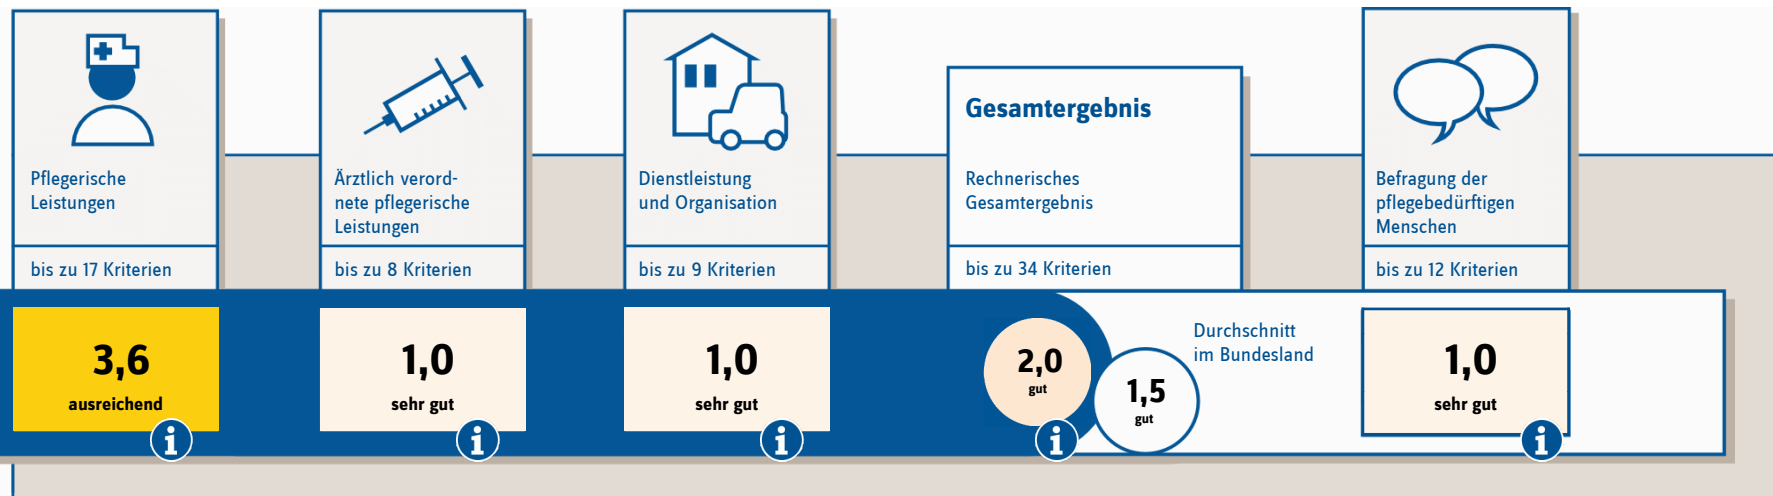 Pflegerische
Leistungen
bis zu 17 Kriterien
3,6
ausreichend
i
Ärztlich verord-
nete pflegerische
Leistungen
bis zu 8 Kriterien
1,0
sehr gut
i
Dienstleistung
und Organisation
bis zu 9 Kriterien
1,0
sehr gut
i
Gesamtergebnis
Rechnerisches
Gesamtergebnis
bis zu 34 Kriterien
2,0
gut
i
1,5
gut
Durchschnitt
im Bundesland
Befragung der
pflegebedürftigen
Menschen
bis zu 12 Kriterien
1,0
sehr gut
i